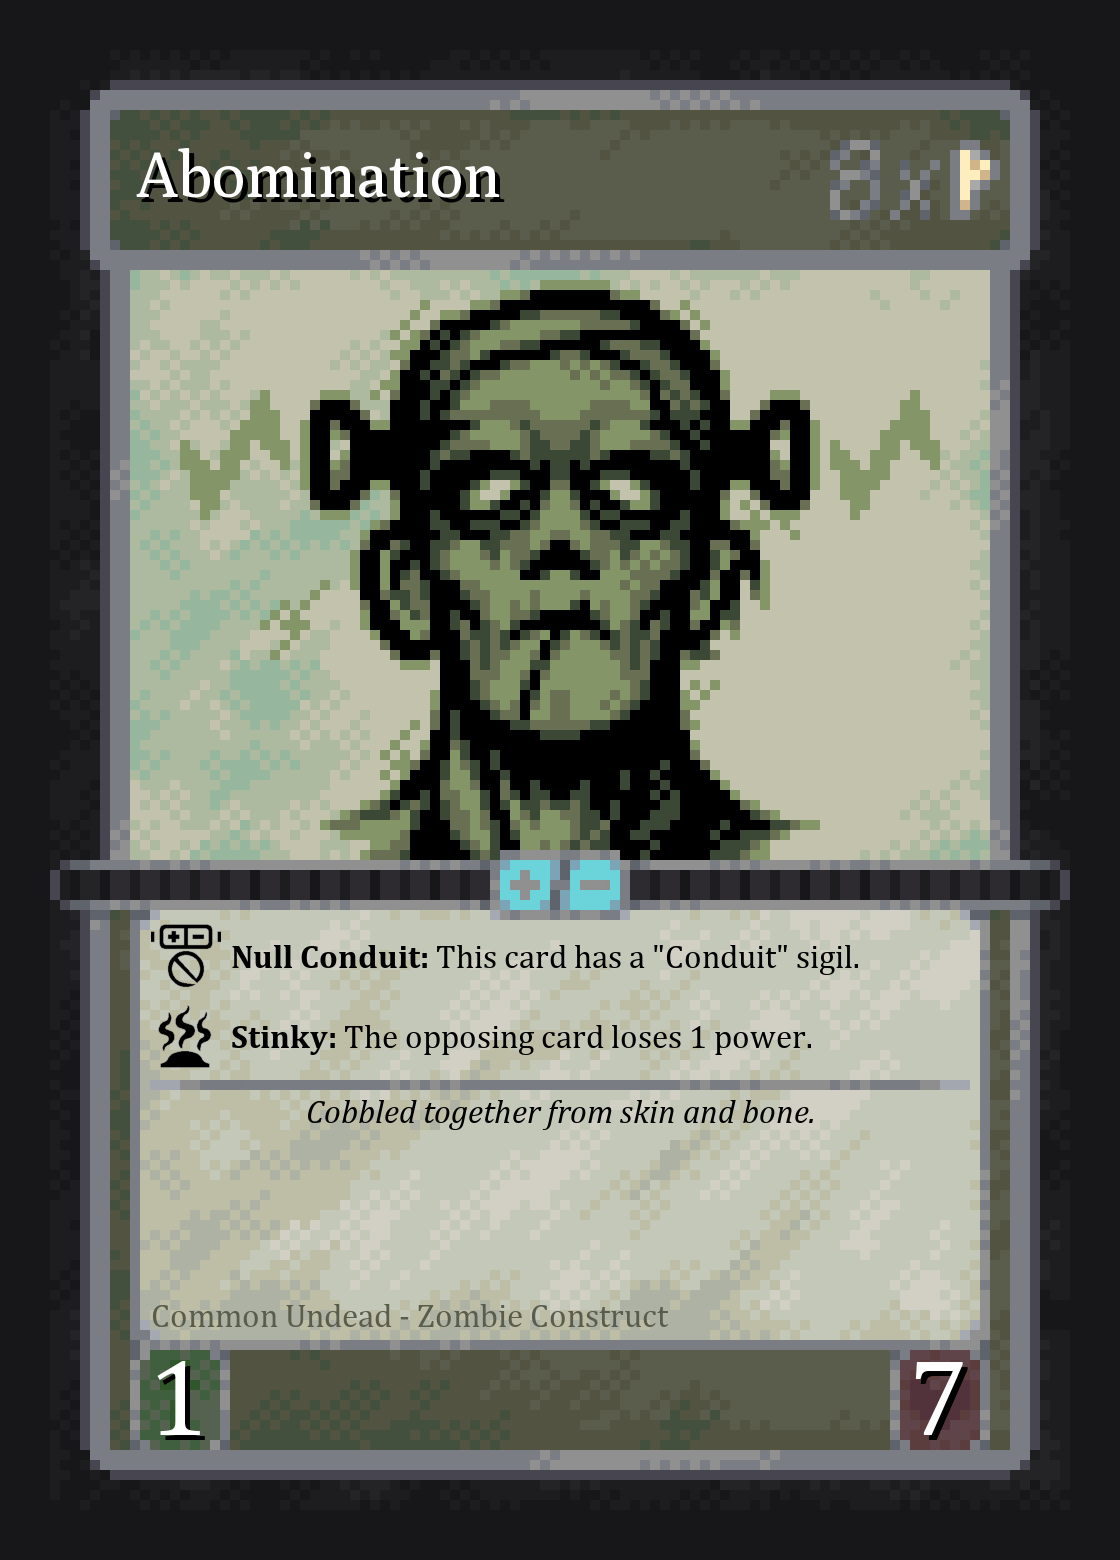 Abomination 8x
Null Conduit: This card has a "Conduit" sigil.
Stinky: The opposing card loses 1 power.
Cobbled together from skin and bone.
Common Undead - Zombie Construct
1 7